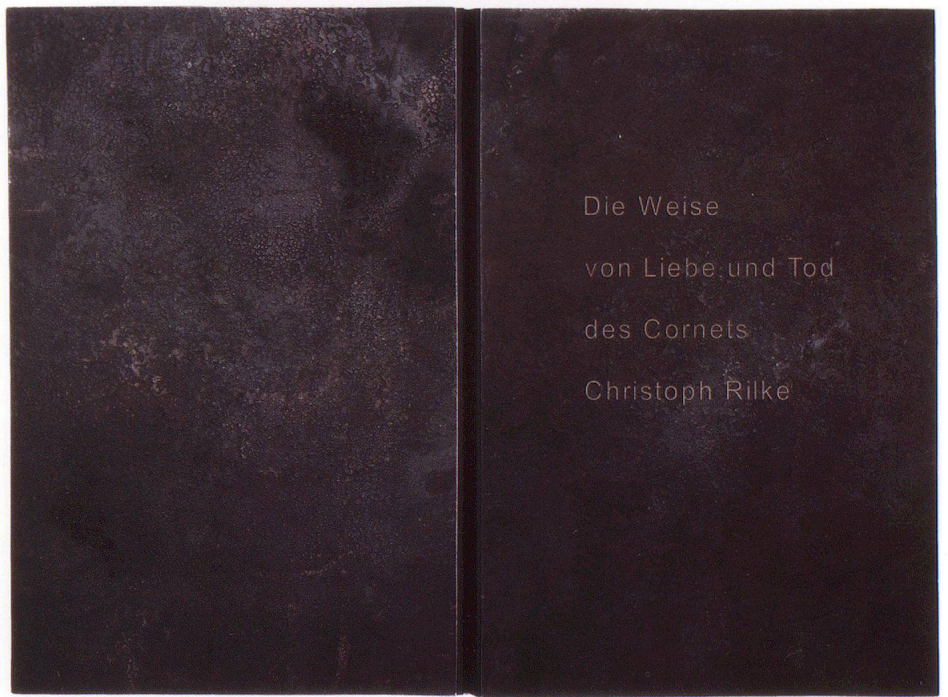 Die Weise
von Liebe und Tod
des Cornets
Christoph Rilke